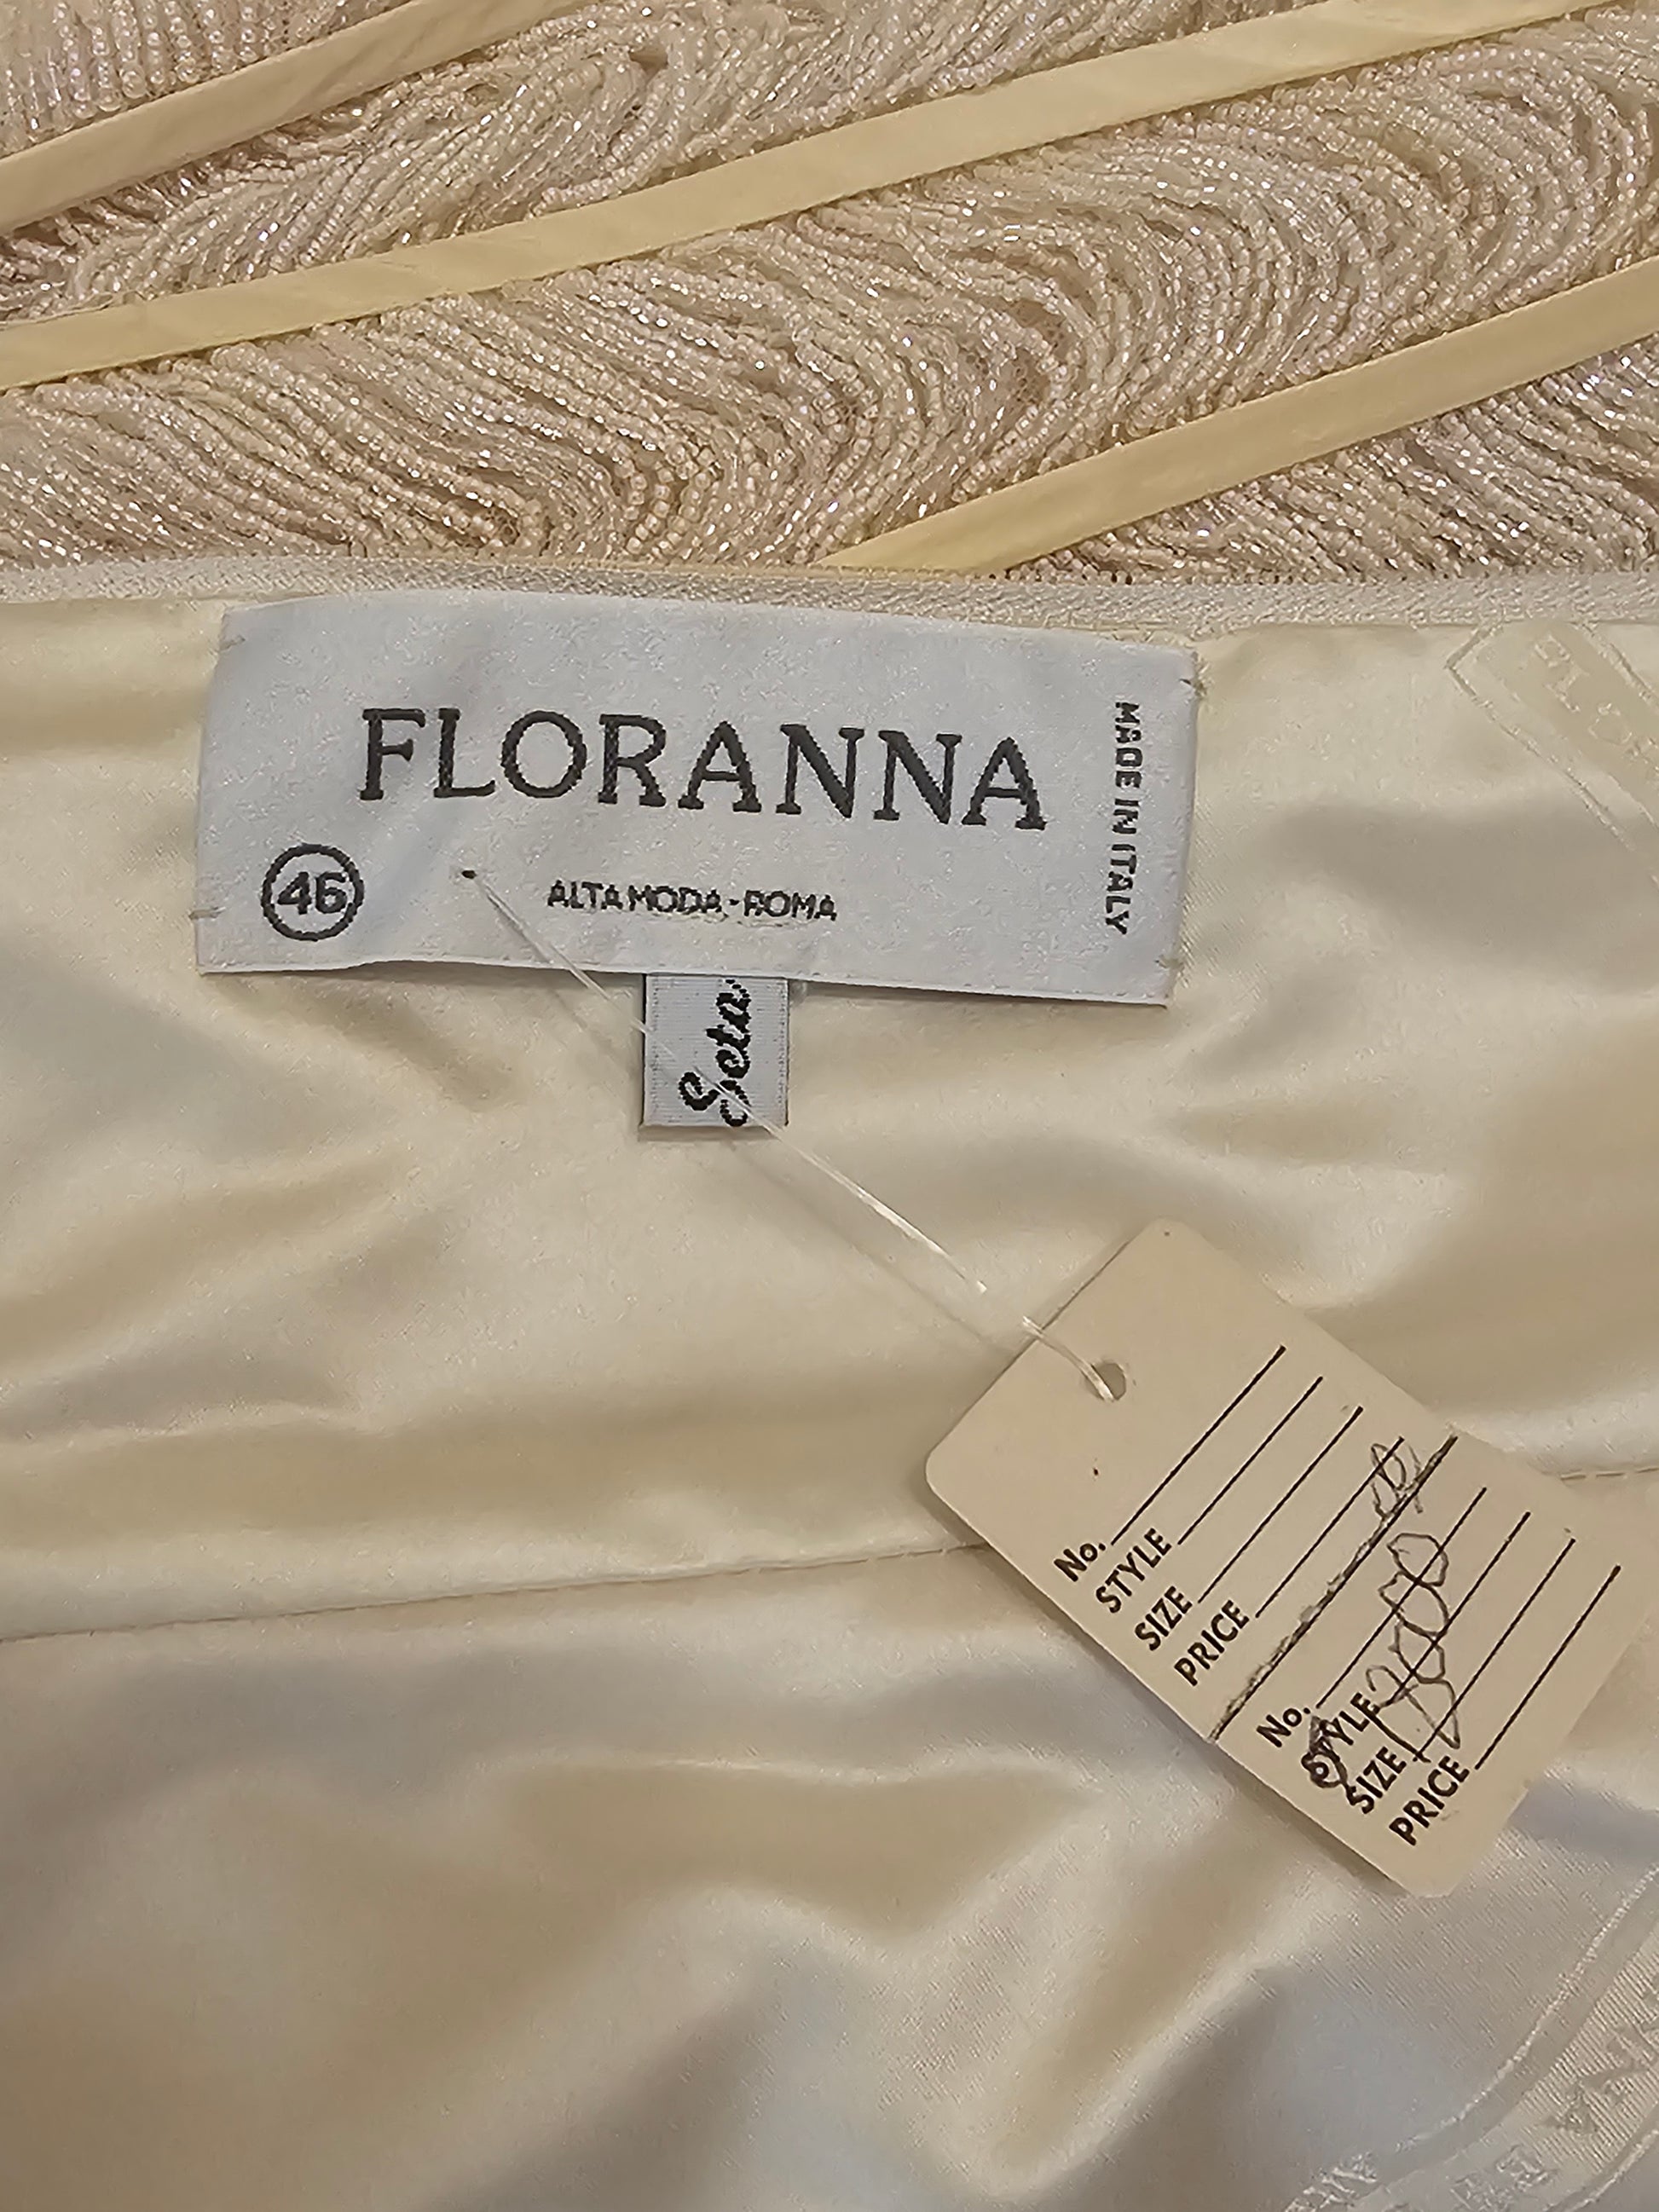 FLORANNA
MADE IN ITALY
46
ALTA MODA-ROMA
Seta
No.
STYLE
SIZE
PRICE
No.
STYLE
SIZE
PRICE